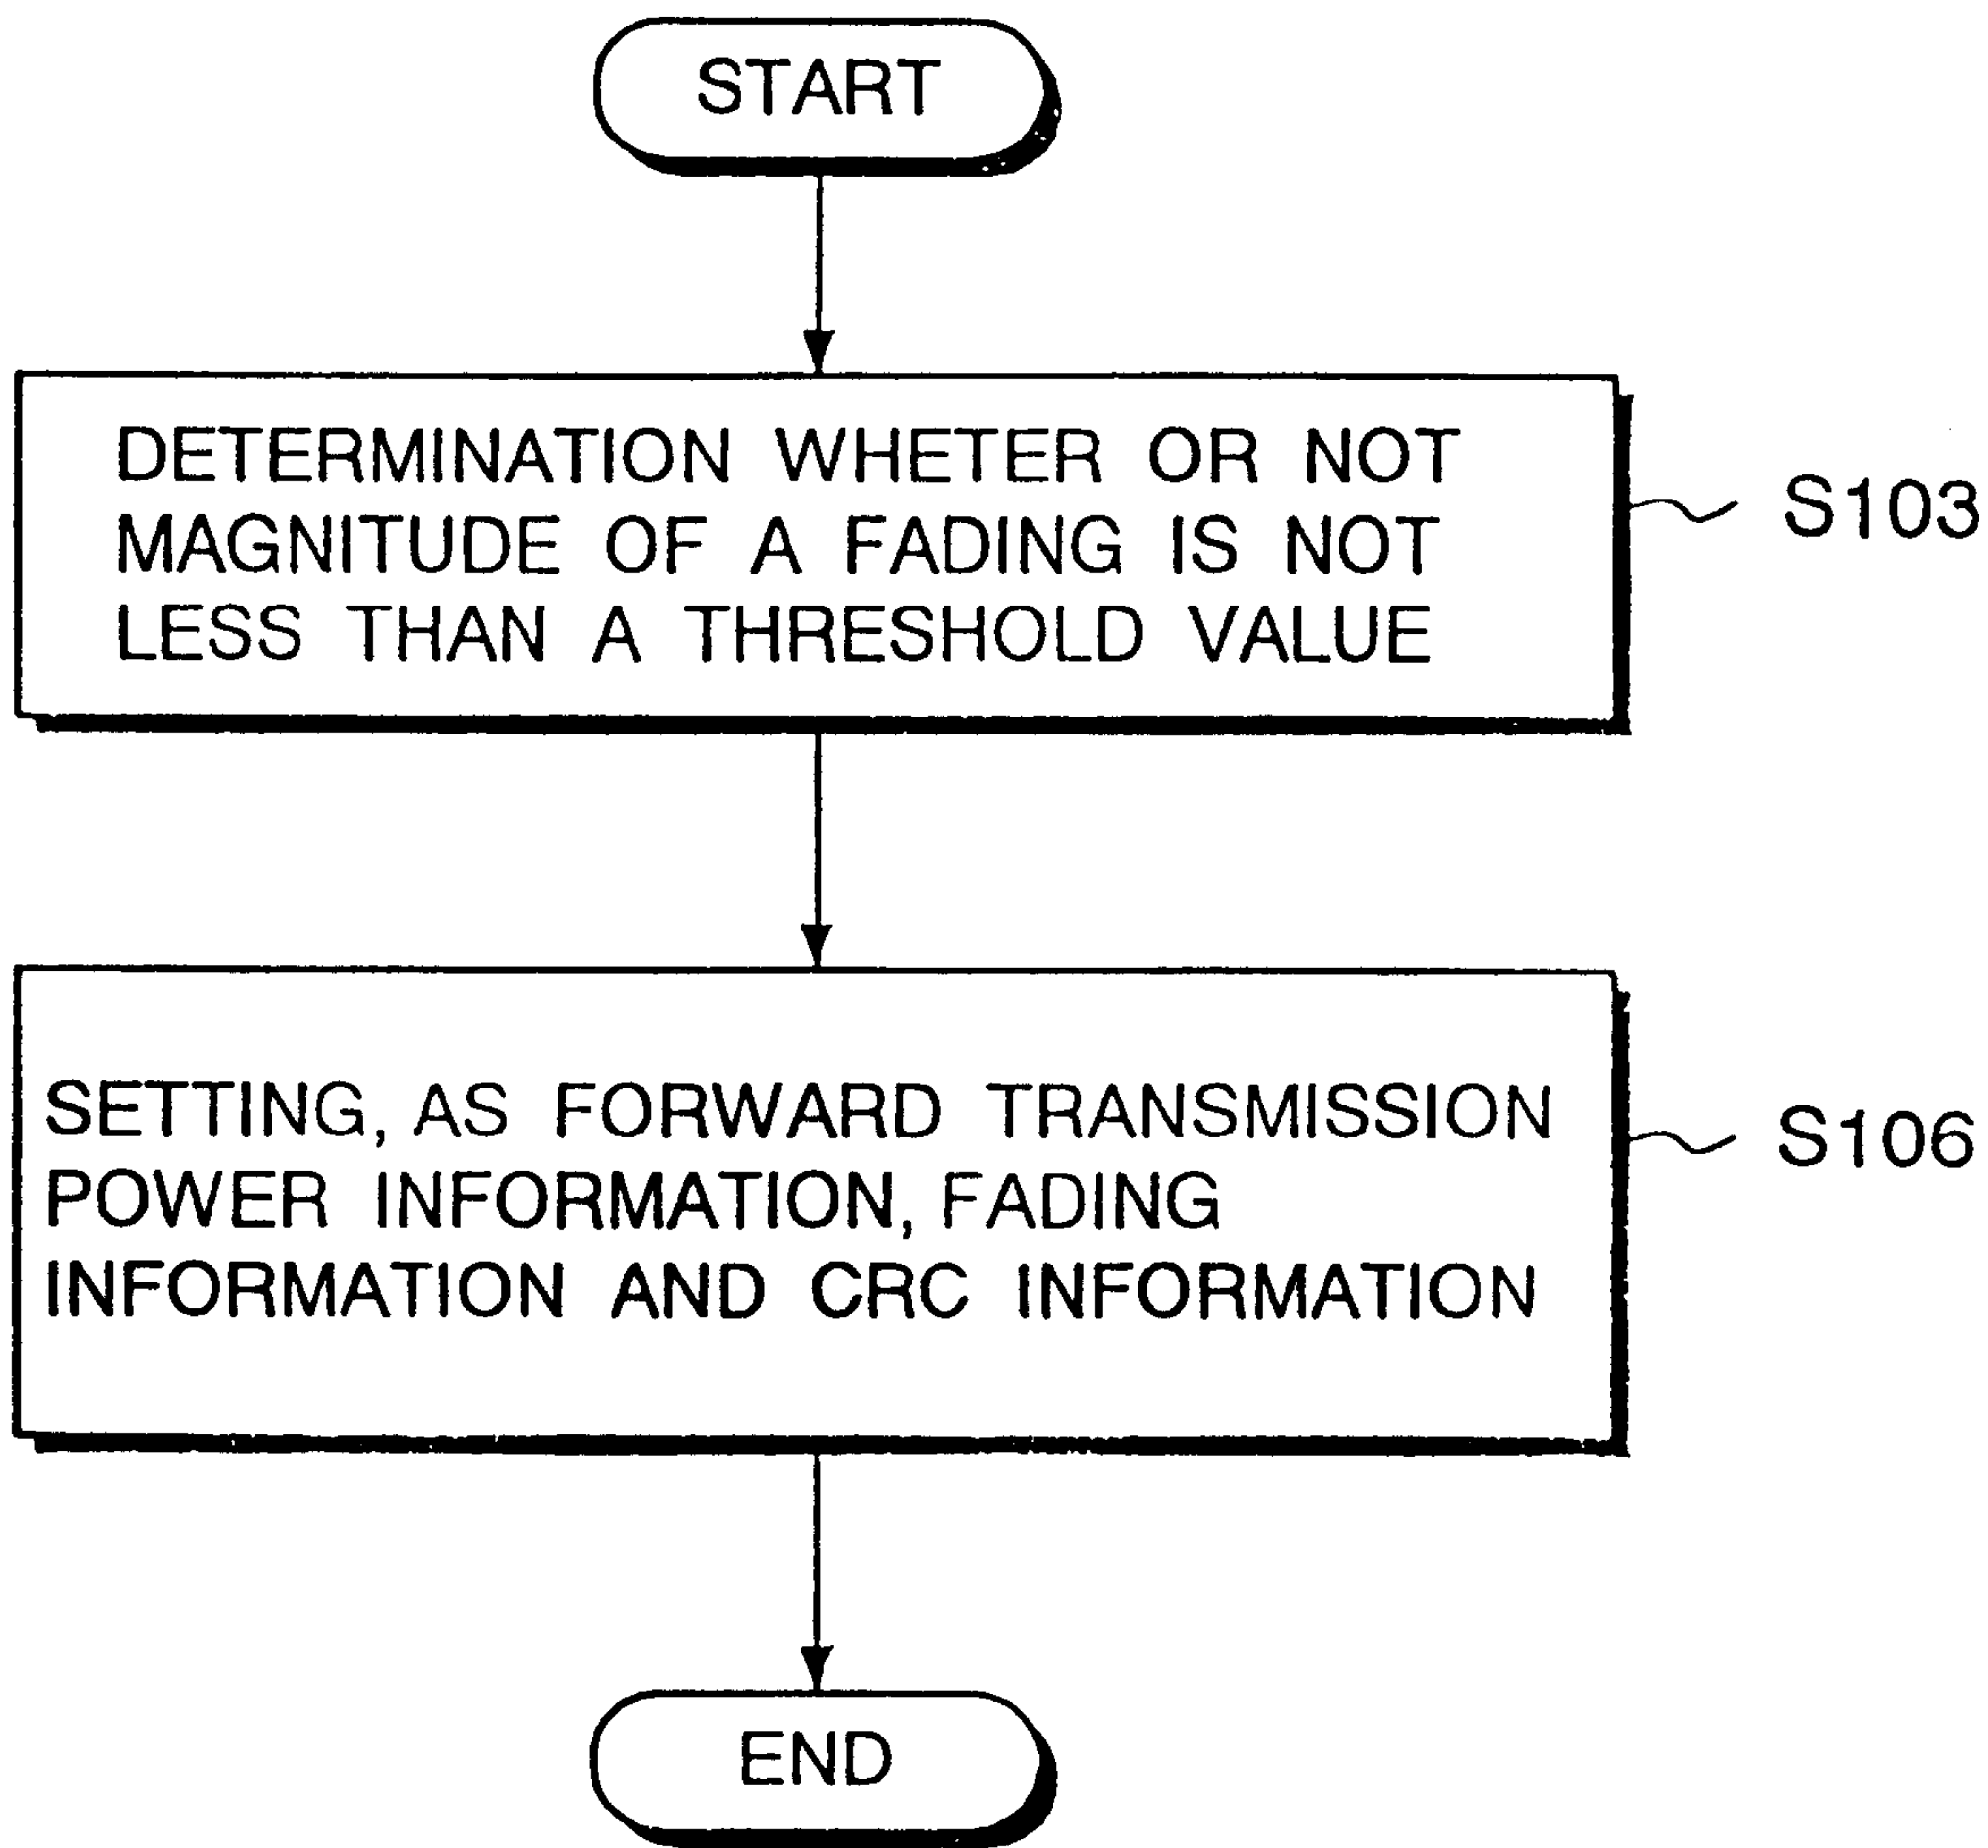 START
DETERMINATION WHETER OR NOT
MAGNITUDE OF A FADING IS NOT
LESS THAN A THRESHOLD VALUE
S103
SETTING, AS FORWARD TRANSMISSION
POWER INFORMATION, FADING
INFORMATION AND CRC INFORMATION
S106
END